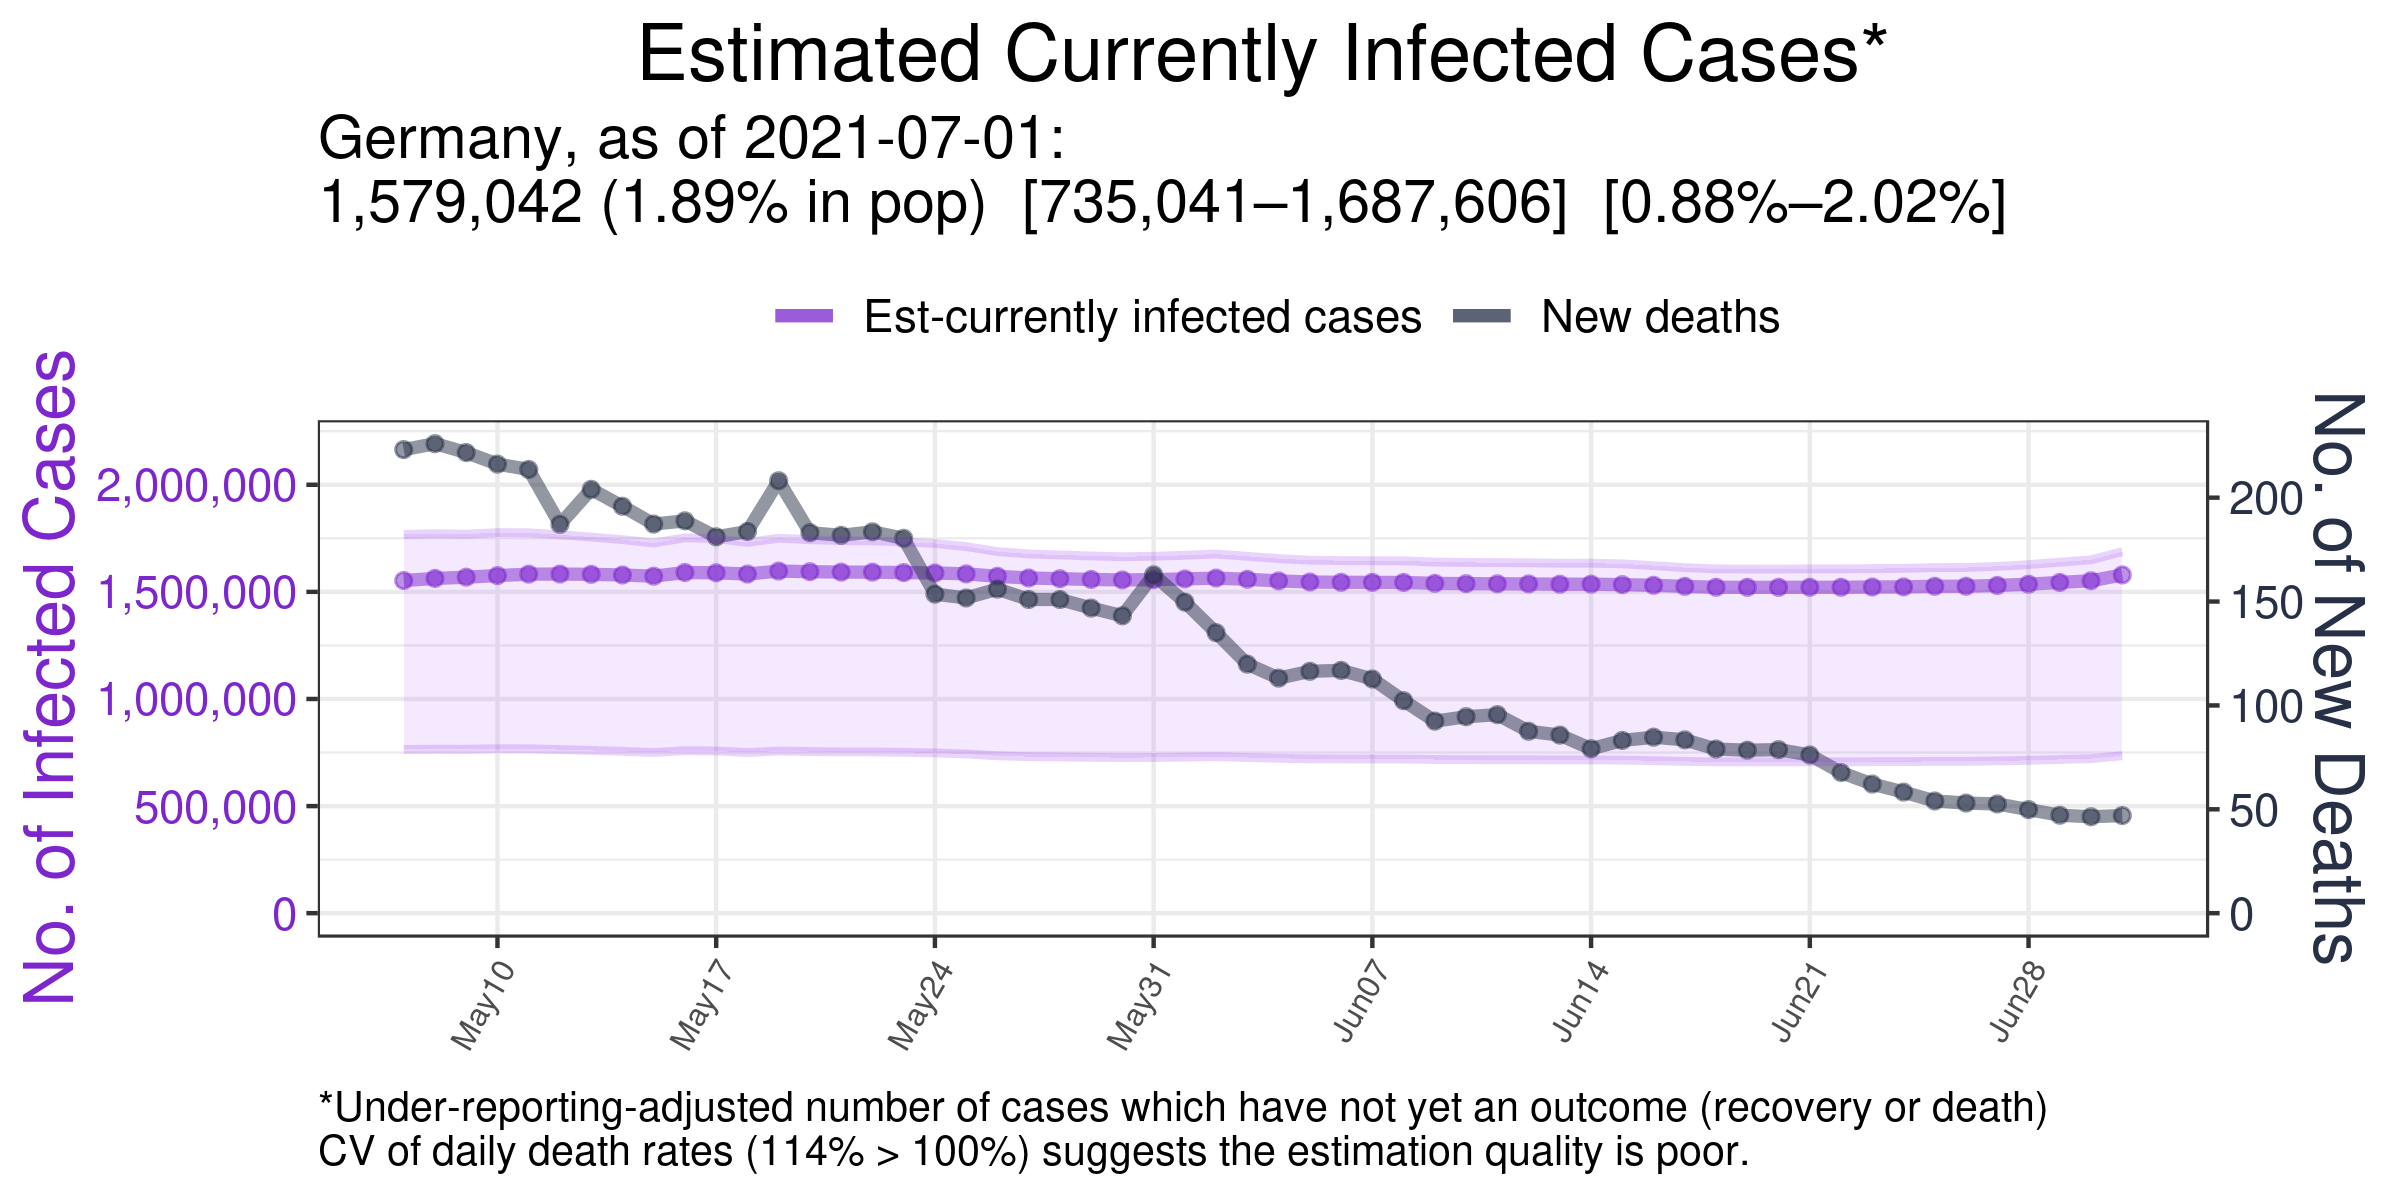 Estimated Currently Infected Cases*
Germany, as of 2021-07-01:
1,579,042 (1.89% in pop) [735,041–1,687,606] [0.88%–2.02%]
Est-currently infected cases
New deaths
No. of Infected Cases
2,000,000
1,500,000
1,000,000
500,000
0
200
150
100
50
0
No. of New Deaths
May10
May17
May24
May31
Jun07
Jun14
Jun21
Jun28
*Under-reporting-adjusted number of cases which have not yet an outcome (recovery or death)
CV of daily death rates (114% > 100%) suggests the estimation quality is poor.